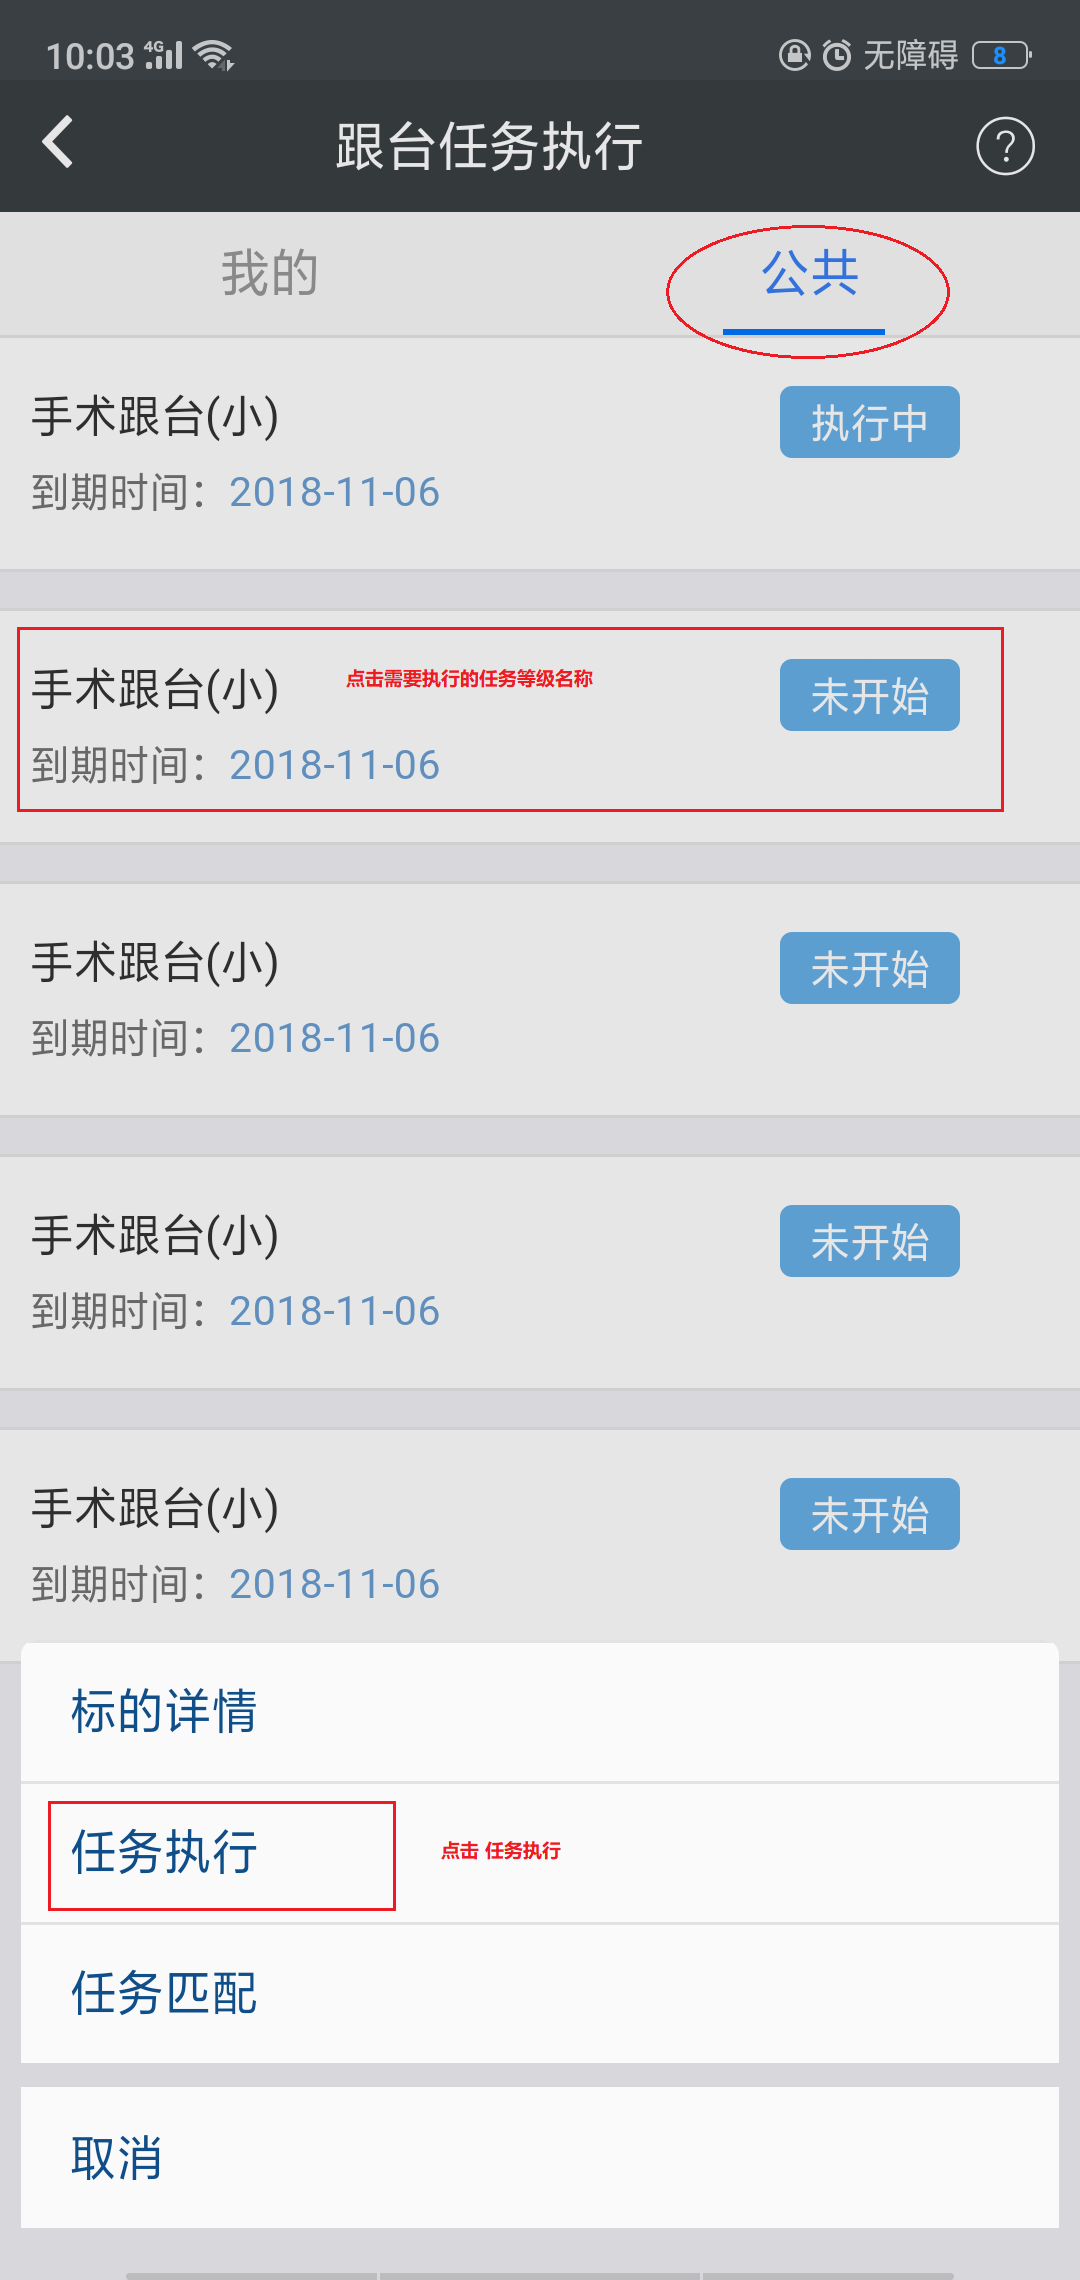 10:03 4G 无障碍 8
跟台任务执行 ?
我的 公共
手术跟台(小) 执行中
到期时间：2018-11-06
手术跟台(小) 点击需要执行的任务等级名称 未开始
到期时间：2018-11-06
手术跟台(小) 未开始
到期时间：2018-11-06
手术跟台(小) 未开始
到期时间：2018-11-06
手术跟台(小) 未开始
到期时间：2018-11-06
标的详情
任务执行 点击 任务执行
任务匹配
取消